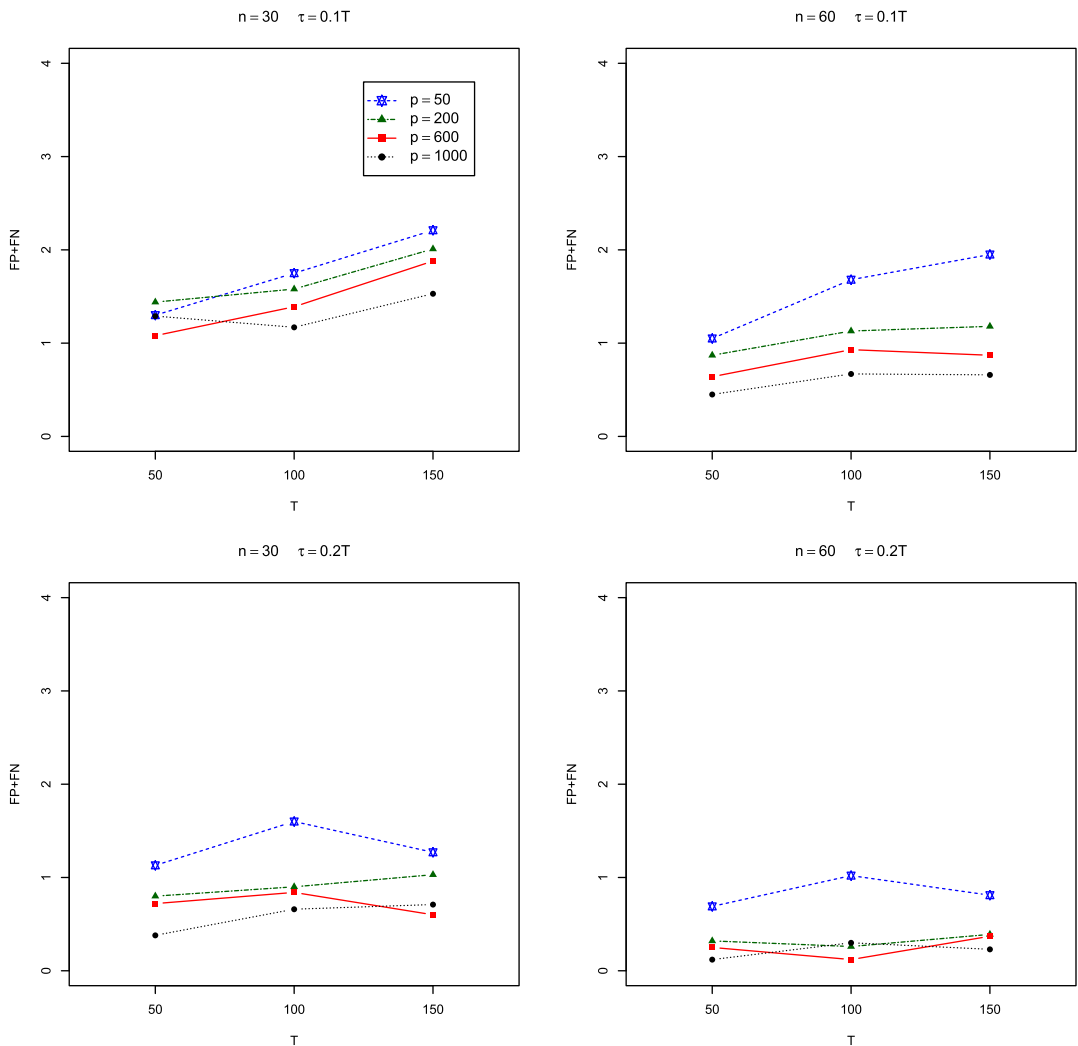 n = 30 τ = 0.1T
4
3
2
1
0
FP+FN
50 100 150
T
p = 50
p = 200
p = 600
p = 1000
n = 60 τ = 0.1T
4
3
2
1
0
FP+FN
50 100 150
T
n = 30 τ = 0.2T
4
3
2
1
0
FP+FN
50 100 150
T
n = 60 τ = 0.2T
4
3
2
1
0
FP+FN
50 100 150
T